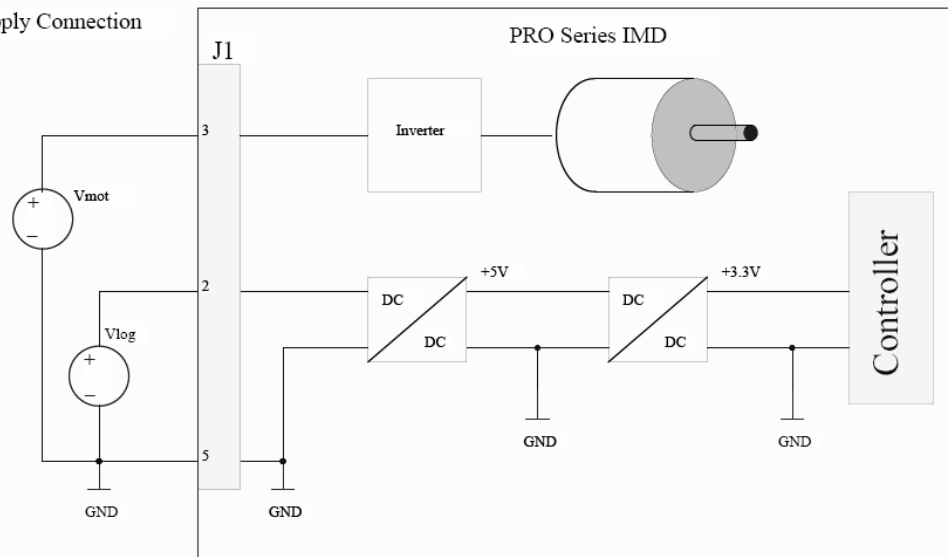 Connection
PRO Series IMD
J1
3
Inverter
+
Vmot
–
2
DC
+5V
DC
DC
+3.3V
DC
Controller
Vlog
+
–
5
GND
GND
GND
GND